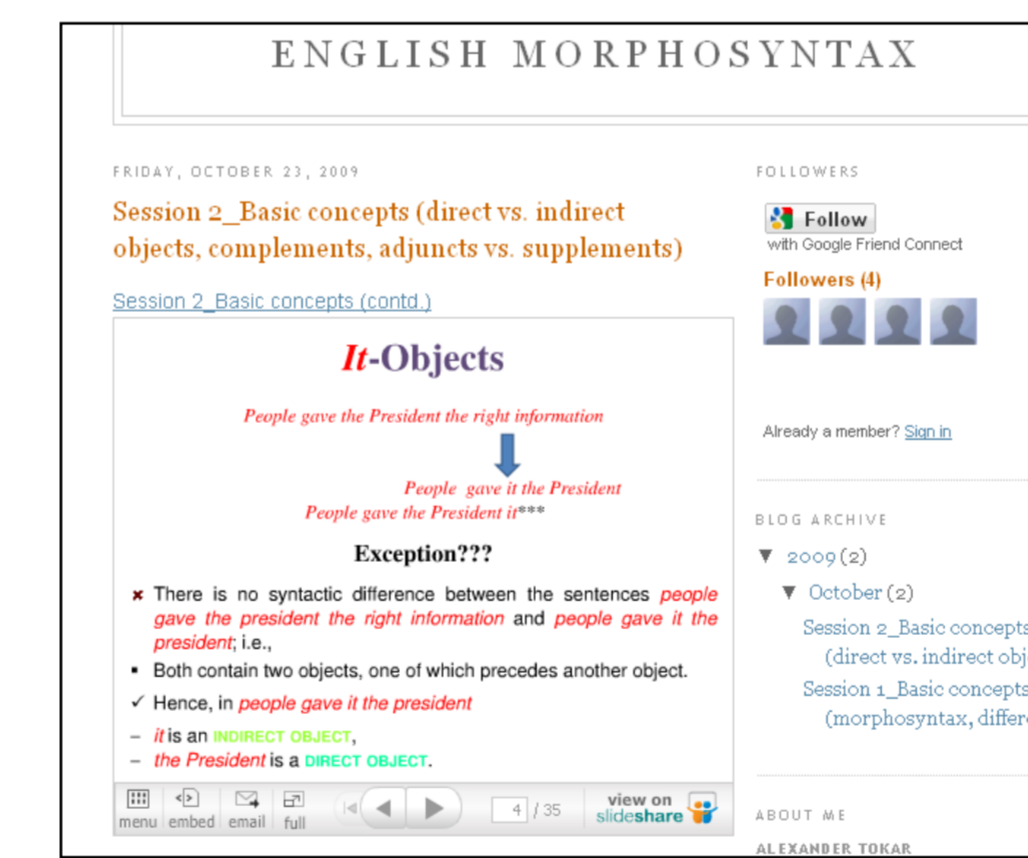 ENGLISH MORPHOSYNTAX
FRIDAY, OCTOBER 23, 2009
Session 2_Basic concepts (direct vs. indirect
objects, complements, adjuncts vs. supplements)
Session 2_Basic concepts (contd.)
It-Objects
People gave the President the right information
People gave it the President
People gave the President it***
Exception???
There is no syntactic difference between the sentences people
gave the president the right information and people gave it the
president; i.e.,
Both contain two objects, one of which precedes another object.
Hence, in people gave it the president
– it is an INDIRECT OBJECT,
– the President is a DIRECT OBJECT.
menu embed email full
4 / 35
view on
slideshare
FOLLOWERS
Follow
with Google Friend Connect
Followers (4)
Already a member? Sign in
BLOG ARCHIVE
▼ 2009 (2)
▼ October (2)
Session 2_Basic concepts
(direct vs. indirect obj
Session 1_Basic concepts
(morphosyntax, differe
ABOUT ME
ALEXANDER TOKAR